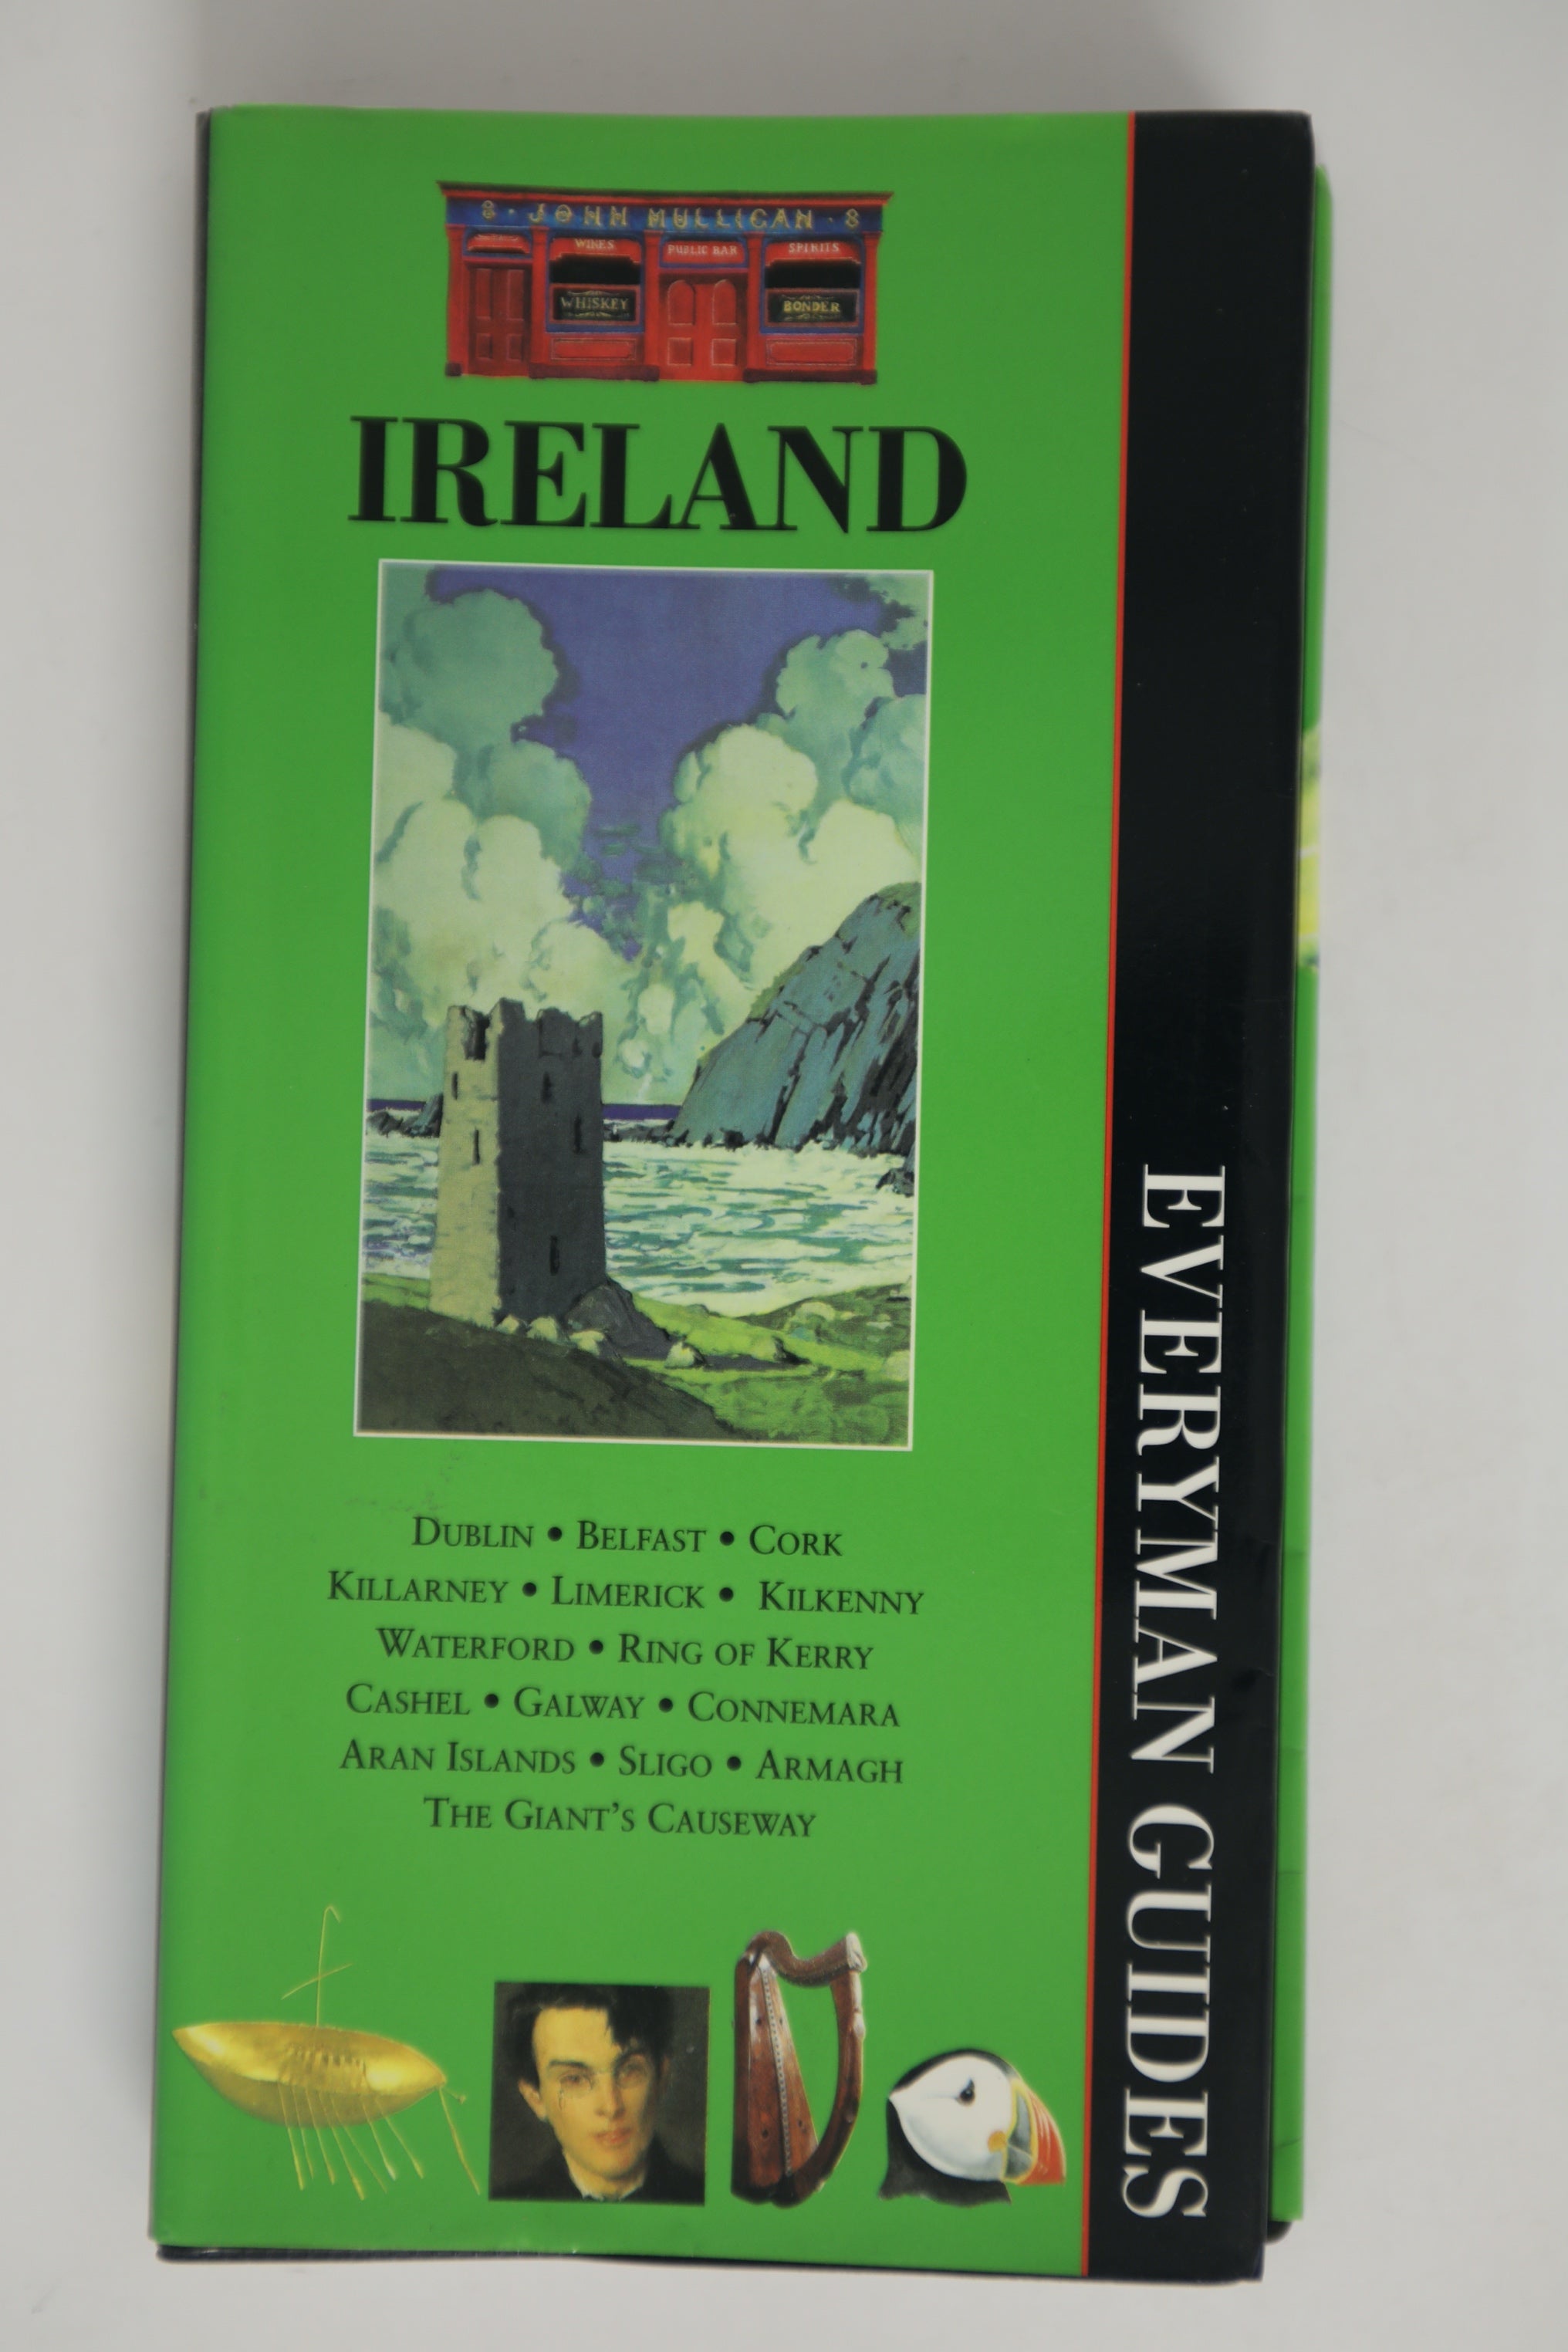 8 · JOHN MULLIGAN · 8
WINES
PUBLIC BAR
SPIRITS
WHISKEY
BONDER
IRELAND
DUBLIN • BELFAST • CORK
KILLARNEY • LIMERICK • KILKENNY
WATERFORD • RING OF KERRY
CASHEL • GALWAY • CONNEMARA
ARAN ISLANDS • SLIGO • ARMAGH
THE GIANT'S CAUSEWAY
EVERYMAN GUIDES